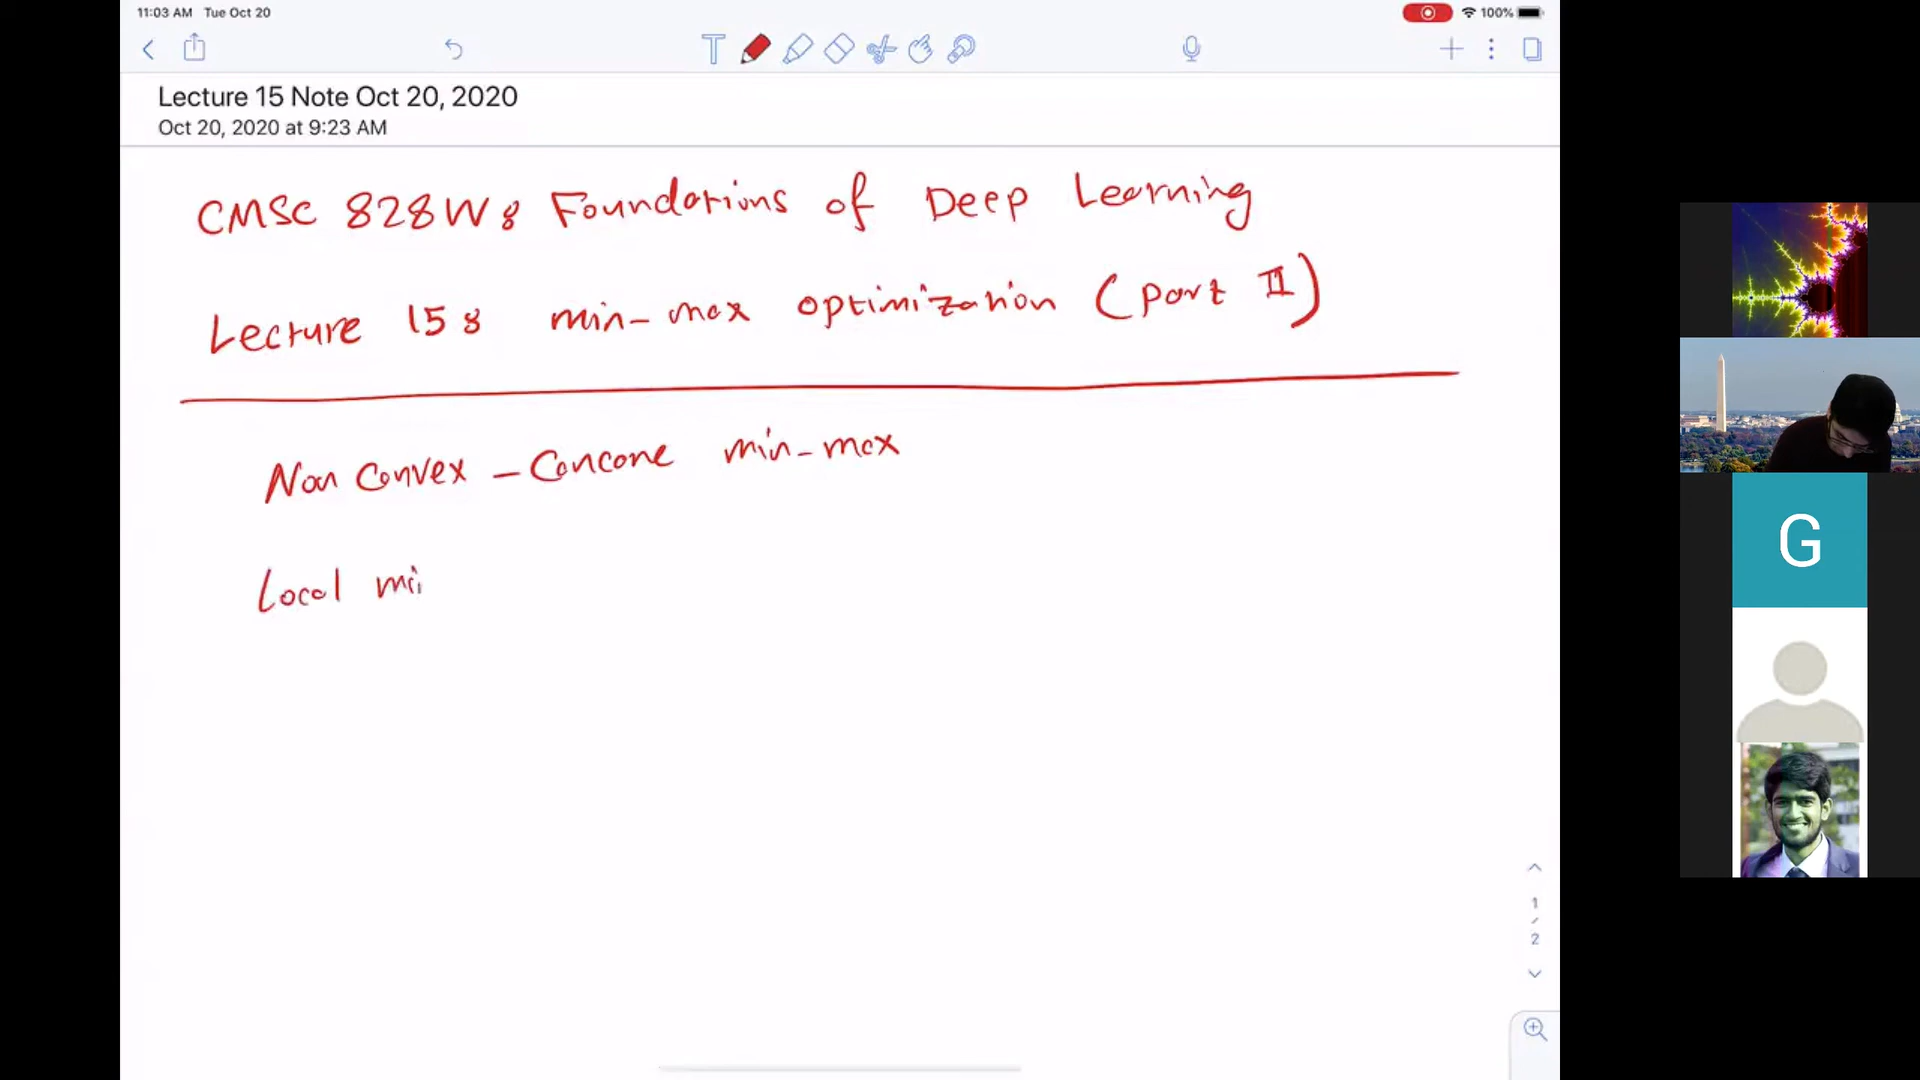 11:03 AM Tue Oct 20
100%
Lecture 15 Note Oct 20, 2020
Oct 20, 2020 at 9:23 AM
CMSC 828W: Foundations of Deep Learning
Lecture 15: min-max optimization (part II)
Non Convex - Concave min-max
Local mi
G
1
/
2